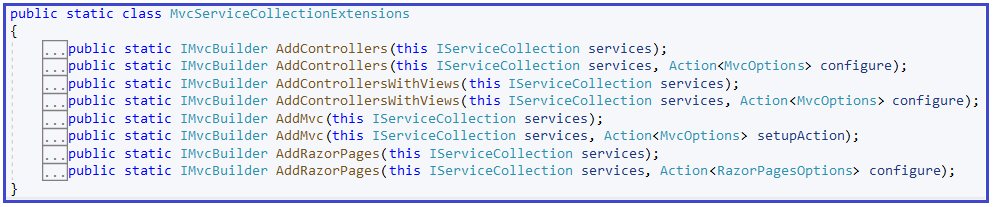 public static class MvcServiceCollectionExtensions
{
...public static IMvcBuilder AddControllers(this IServiceCollection services);
...public static IMvcBuilder AddControllers(this IServiceCollection services, Action<MvcOptions> configure);
...public static IMvcBuilder AddControllersWithViews(this IServiceCollection services);
...public static IMvcBuilder AddControllersWithViews(this IServiceCollection services, Action<MvcOptions> configure);
...public static IMvcBuilder AddMvc(this IServiceCollection services);
...public static IMvcBuilder AddMvc(this IServiceCollection services, Action<MvcOptions> setupAction);
...public static IMvcBuilder AddRazorPages(this IServiceCollection services);
...public static IMvcBuilder AddRazorPages(this IServiceCollection services, Action<RazorPagesOptions> configure);
}